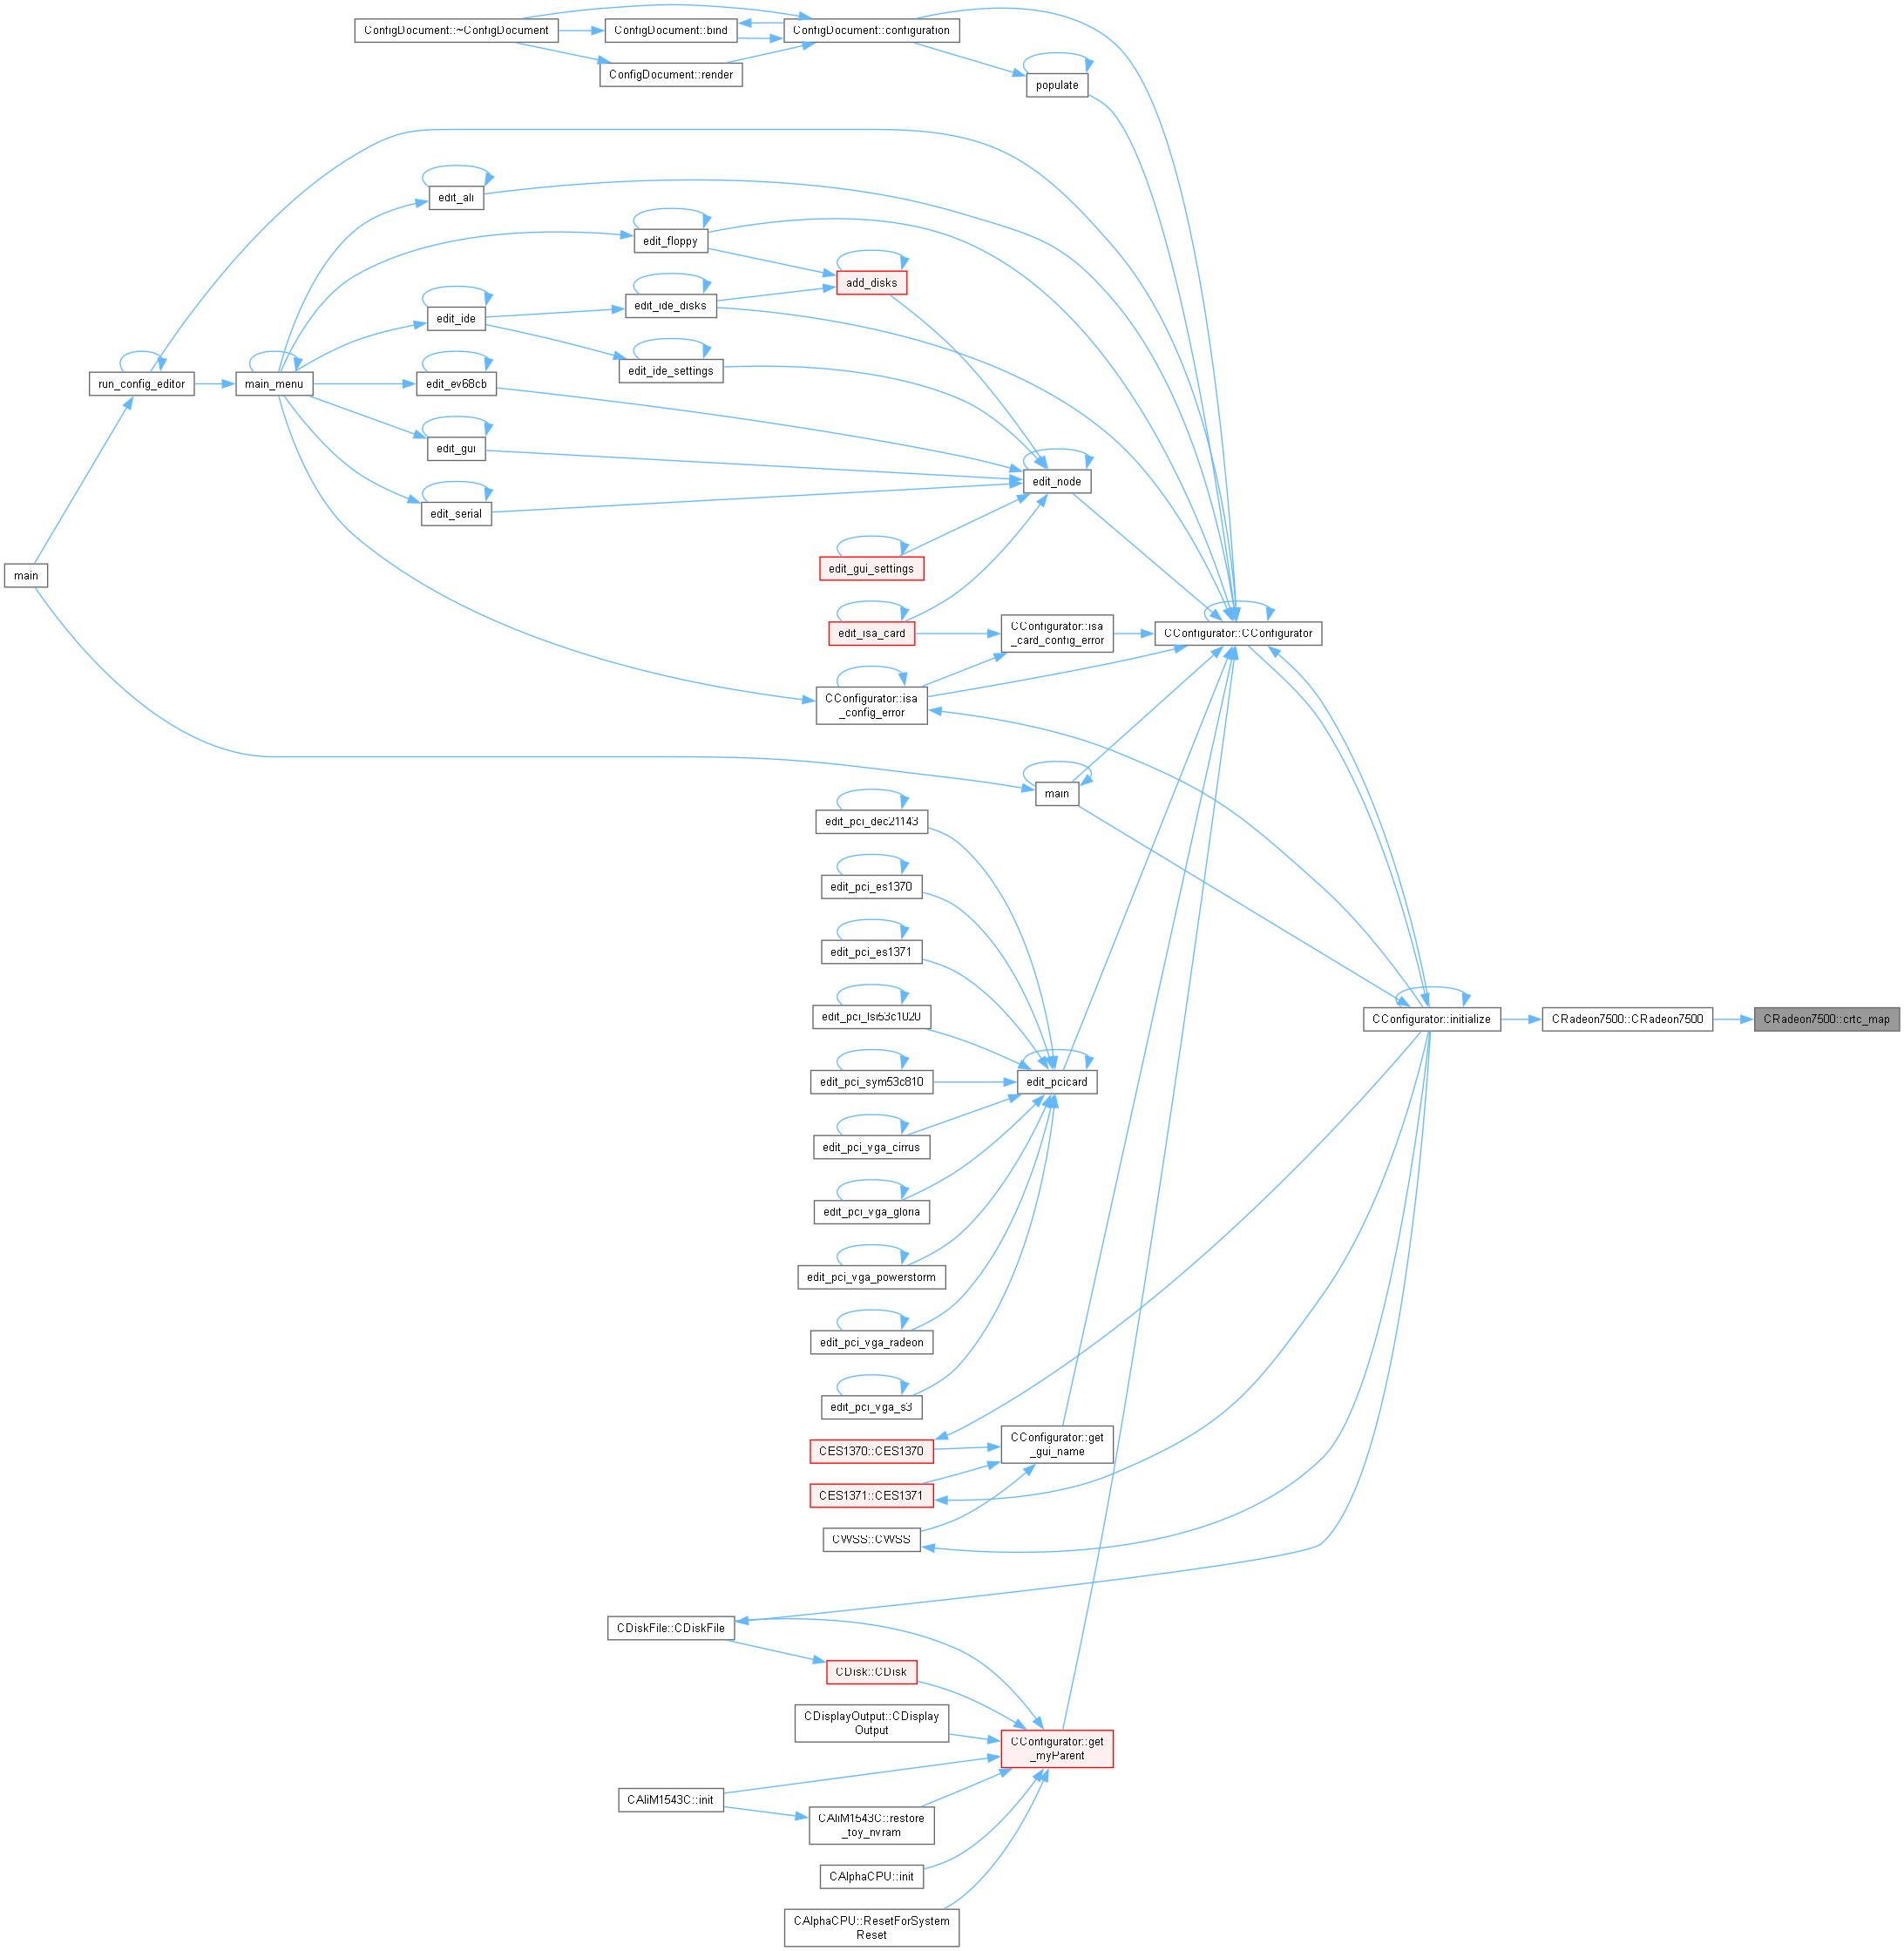 ConfigDocument::~ConfigDocument
ConfigDocument::bind
ConfigDocument::configuration
ConfigDocument::render
populate
edit_ali
edit_floppy
add_disks
edit_ide_disks
edit_ide
edit_ide_settings
run_config_editor
main_menu
edit_ev68cb
edit_gui
edit_node
edit_serial
edit_gui_settings
main
edit_isa_card
CConfigurator::isa
_card_config_error
CConfigurator::CConfigurator
CConfigurator::isa
_config_error
main
edit_pci_dec21143
edit_pci_es1370
edit_pci_es1371
edit_pci_lsi53c1020
CConfigurator::initialize
CRadeon7500::CRadeon7500
CRadeon7500::crtc_map
edit_pci_sym53c810
edit_pcicard
edit_pci_vga_cirrus
edit_pci_vga_gloria
edit_pci_vga_powerstorm
edit_pci_vga_radeon
edit_pci_vga_s3
CES1370::CES1370
CConfigurator::get
_gui_name
CES1371::CES1371
CWSS::CWSS
CDiskFile::CDiskFile
CDisk::CDisk
CDisplayOutput::CDisplay
Output
CConfigurator::get
_myParent
CAliM1543C::init
CAliM1543C::restore
_toy_nvram
CAlphaCPU::init
CAlphaCPU::ResetForSystem
Reset